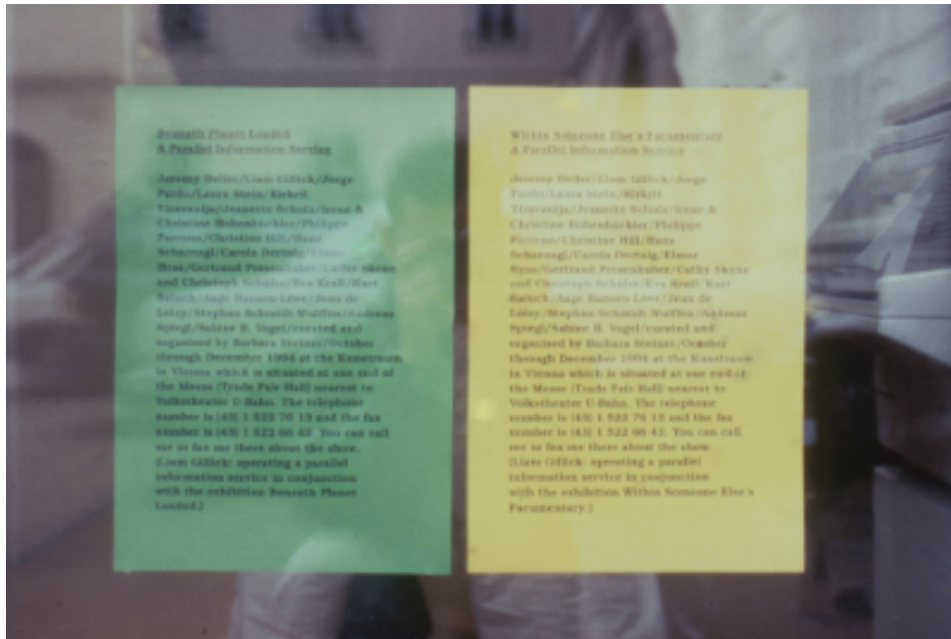 Beneath Planet Loaded
A Parallel Information Service
Jeremy Deller/Liam Gillick/Jorge
Pardo/Laura Stein/Rirkrit
Tiravanija/Jeanette Schulz/Irene &
Christine Hohenbüchler/Philippe
Parreno/Christine Hill/Hans
Scharnagl/Carola Dertnig/Elmar
Hess/Gertraud Presenhuber/Cathy Skene
and Christoph Schäfer/Eva Kraft/Kurt
Aage Hansen-Löve/Jean de
Loisy/Stephan Schmidt-Wulffen/Andreas
Spiegl/Sabine B. Vogel/curated and
organised by Barbara Steiner/October
through December 1994 at the Kunstraum
in Vienna which is situated at one end of
the Messe (Trade Fair Hall) nearest to
Volkstheater U-Bahn. The telephone
number is (43) 1 522 76 13 and the fax
number is (43) 1 522 66 42. You can call
me or fax me there about the show.
(Liam Gillick: operating a parallel
information service in conjunction
with the exhibition Beneath Planet
Loaded.)
Within Someone Else's Facumentary
A Parallel Information Service
Jeremy Deller/Liam Gillick/Jorge
Pardo/Laura Stein/Rirkrit
Tiravanija/Jeanette Schulz/Irene &
Christine Hohenbüchler/Philippe
Parreno/Christine Hill/Hans
Scharnagl/Carola Dertnig/Elmar
Hess/Gertraud Presenhuber/Cathy Skene
and Christoph Schäfer/Eva Kraft/Kurt
Aage Hansen-Löve/Jean de
Loisy/Stephan Schmidt-Wulffen/Andreas
Spiegl/Sabine B. Vogel/curated and
organised by Barbara Steiner/October
through December 1994 at the Kunstraum
in Vienna which is situated at one end of
the Messe (Trade Fair Hall) nearest to
Volkstheater U-Bahn. The telephone
number is (43) 1 522 76 13 and the fax
number is (43) 1 522 66 42. You can call
me or fax me there about the show.
(Liam Gillick: operating a parallel
information service in conjunction
with the exhibition Within Someone Else's
Facumentary.)